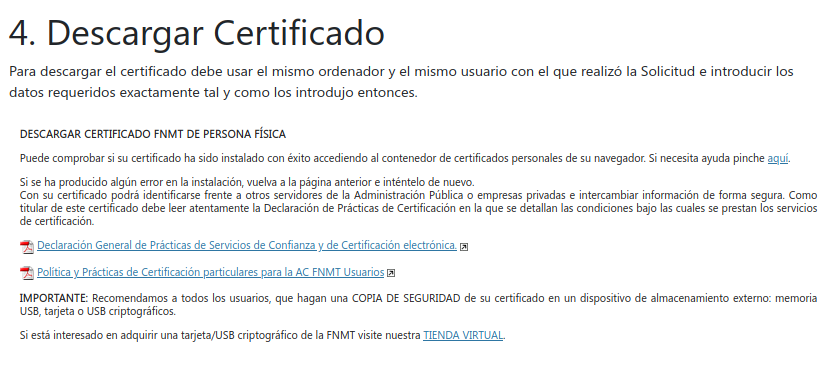 4. Descargar Certificado
Para descargar el certificado debe usar el mismo ordenador y el mismo usuario con el que realizó la Solicitud e introducir los
datos requeridos exactamente tal y como los introdujo entonces.
DESCARGAR CERTIFICADO FNMT DE PERSONA FÍSICA
Puede comprobar si su certificado ha sido instalado con éxito accediendo al contenedor de certificados personales de su navegador. Si necesita ayuda pinche aquí.
Si se ha producido algún error en la instalación, vuelva a la página anterior e inténtelo de nuevo.
Con su certificado podrá identificarse frente a otros servidores de la Administración Pública o empresas privadas e intercambiar información de forma segura. Como
titular de este certificado debe leer atentamente la Declaración de Prácticas de Certificación en la que se detallan las condiciones bajo las cuales se prestan los servicios
de certificación.
Declaración General de Prácticas de Servicios de Confianza y de Certificación electrónica.
Política y Prácticas de Certificación particulares para la AC FNMT Usuarios
IMPORTANTE: Recomendamos a todos los usuarios, que hagan una COPIA DE SEGURIDAD de su certificado en un dispositivo de almacenamiento externo: memoria
USB, tarjeta o USB criptográficos.
Si está interesado en adquirir una tarjeta/USB criptográfico de la FNMT visite nuestra TIENDA VIRTUAL.